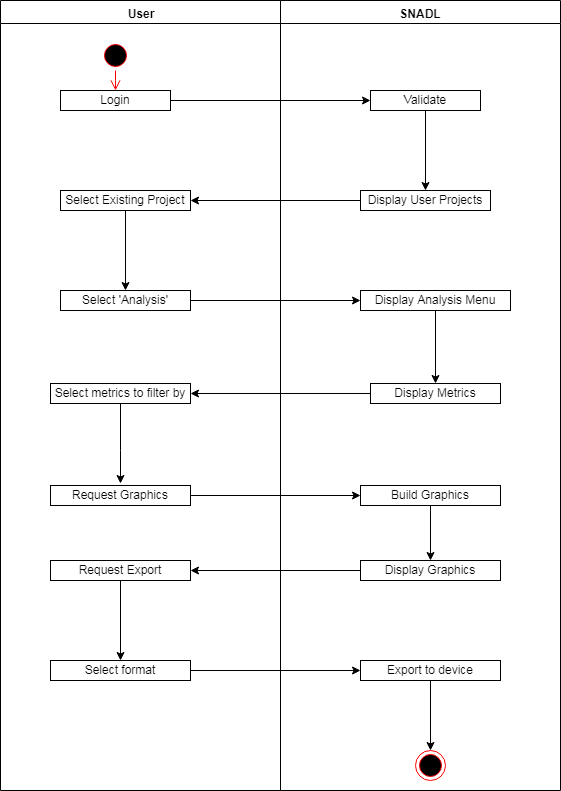 User
SNADL
Login
Validate
Select Existing Project
Display User Projects
Select 'Analysis'
Display Analysis Menu
Select metrics to filter by
Display Metrics
Request Graphics
Build Graphics
Request Export
Display Graphics
Select format
Export to device